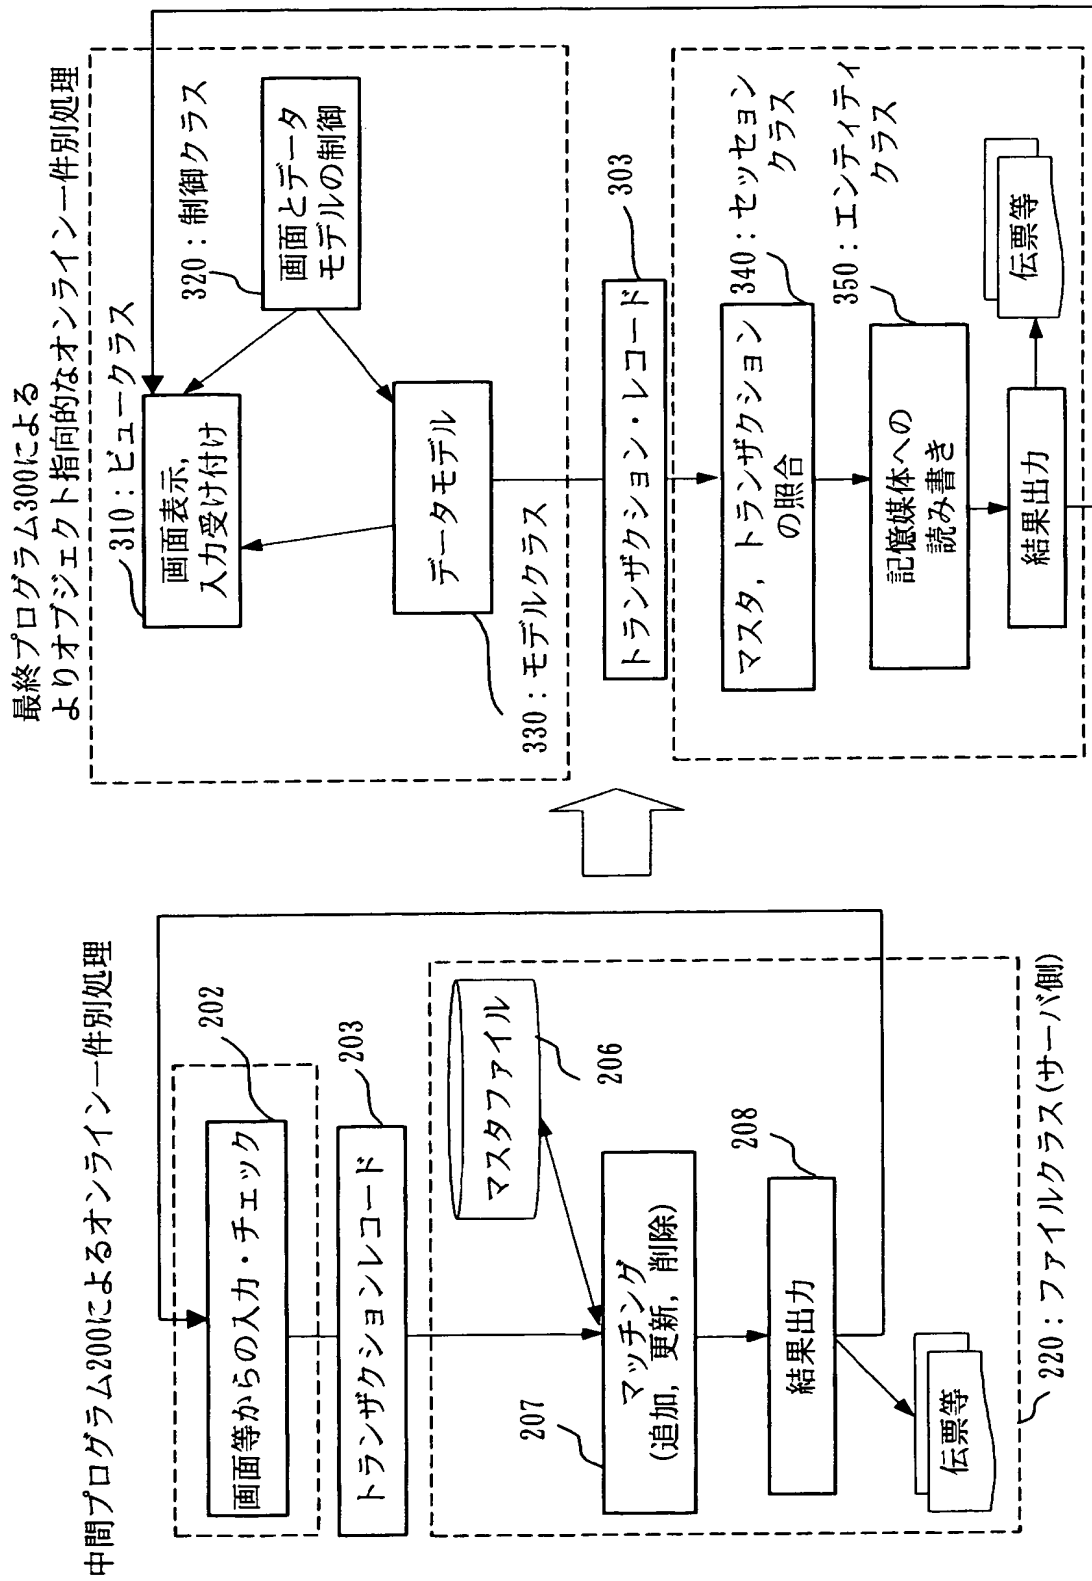 中間プログラム200によるオンライン一件別処理
202
画面等からの入力・チェック
203
トランザクションレコード
マスタファイル
206
207
マッチング
(追加, 更新, 削除)
208
結果出力
伝票等
220：ファイルクラス(サーバ側)
最終プログラム300による
よりオブジェクト指向的なオンライン一件別処理
310：ビュークラス
画面表示,
入力受け付け
320：制御クラス
画面とデータ
モデルの制御
データモデル
330：モデルクラス
303
トランザクション・レコード
340：セッション
クラス
マスタ, トランザクション
の照合
350：エンティティ
クラス
記憶媒体への
読み書き
結果出力
伝票等